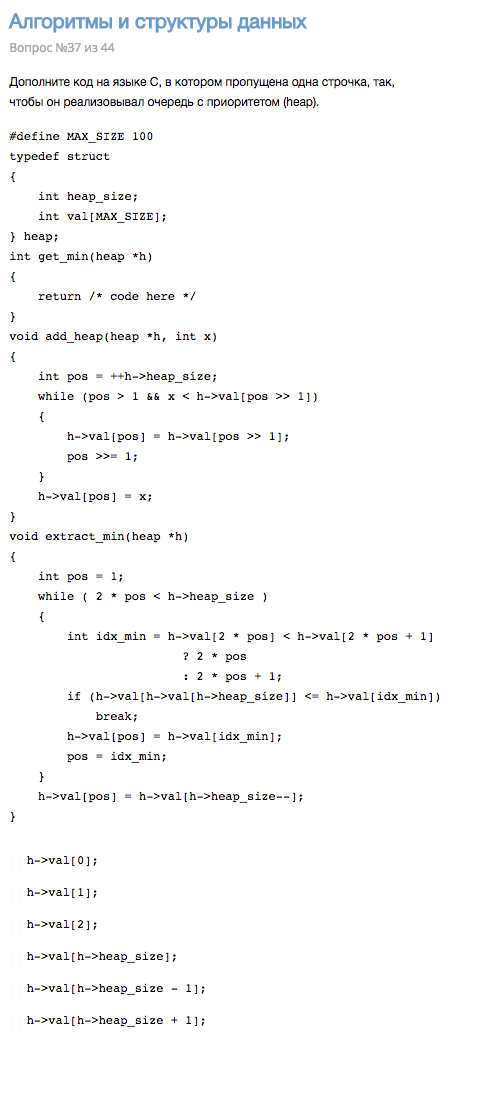 Алгоритмы и структуры данных
Вопрос №37 из 44
Дополните код на языке C, в котором пропущена одна строчка, так,
чтобы он реализовывал очередь с приоритетом (heap).
#define MAX_SIZE 100
typedef struct
{
    int heap_size;
    int val[MAX_SIZE];
} heap;
int get_min(heap *h)
{
    return /* code here */
}
void add_heap(heap *h, int x)
{
    int pos = ++h->heap_size;
    while (pos > 1 && x < h->val[pos >> 1])
    {
        h->val[pos] = h->val[pos >> 1];
        pos >>= 1;
    }
    h->val[pos] = x;
}
void extract_min(heap *h)
{
    int pos = 1;
    while ( 2 * pos < h->heap_size )
    {
        int idx_min = h->val[2 * pos] < h->val[2 * pos + 1]
                        ? 2 * pos
                        : 2 * pos + 1;
        if (h->val[h->val[h->heap_size]] <= h->val[idx_min])
            break;
        h->val[pos] = h->val[idx_min];
        pos = idx_min;
    }
    h->val[pos] = h->val[h->heap_size--];
}
h->val[0];
h->val[1];
h->val[2];
h->val[h->heap_size];
h->val[h->heap_size - 1];
h->val[h->heap_size + 1];